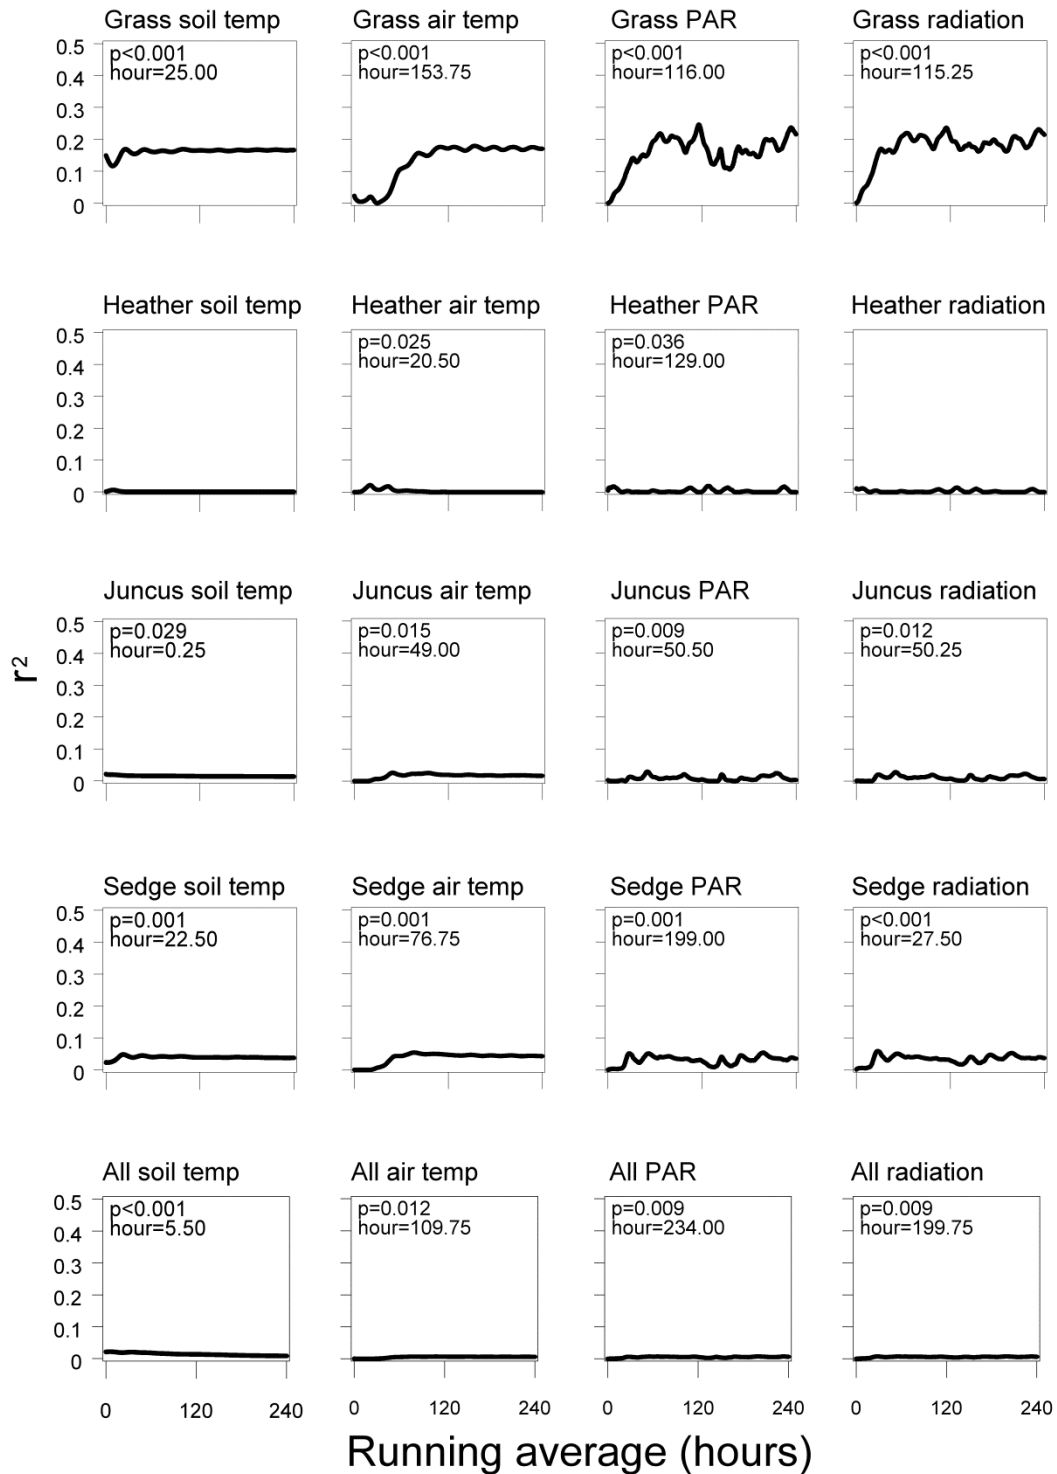 Grass soil temp
Grass air temp
Grass PAR
Grass radiation
0.5
0.4
0.3
0.2
0.1
0
p<0.001
hour=25.00
p<0.001
hour=153.75
p<0.001
hour=116.00
p<0.001
hour=115.25
Heather soil temp
Heather air temp
Heather PAR
Heather radiation
0.5
0.4
0.3
0.2
0.1
0
p=0.025
hour=20.50
p=0.036
hour=129.00
Juncus soil temp
Juncus air temp
Juncus PAR
Juncus radiation
0.5
0.4
0.3
0.2
0.1
0
p=0.029
hour=0.25
p=0.015
hour=49.00
p=0.009
hour=50.50
p=0.012
hour=50.25
r²
Sedge soil temp
Sedge air temp
Sedge PAR
Sedge radiation
0.5
0.4
0.3
0.2
0.1
0
p=0.001
hour=22.50
p=0.001
hour=76.75
p=0.001
hour=199.00
p<0.001
hour=27.50
All soil temp
All air temp
All PAR
All radiation
0.5
0.4
0.3
0.2
0.1
0
p<0.001
hour=5.50
p=0.012
hour=109.75
p=0.009
hour=234.00
p=0.009
hour=199.75
0 120 240
0 120 240
0 120 240
0 120 240
Running average (hours)